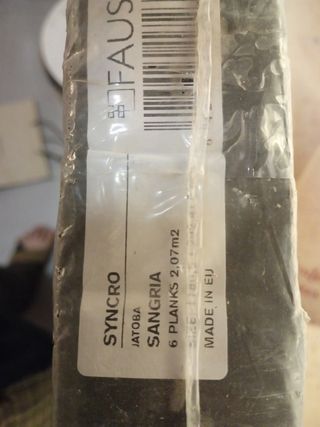 FAUS
SYNCRO
JATOBA
SANGRIA
6 PLANKS 2,07m2
MADE IN EU